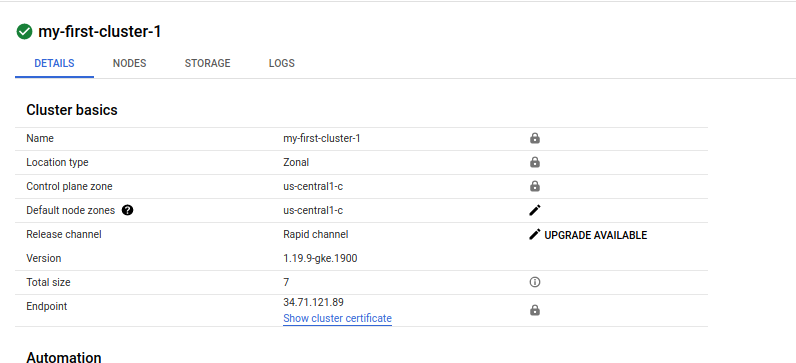 my-first-cluster-1
DETAILS NODES STORAGE LOGS
Cluster basics
Name my-first-cluster-1
Location type Zonal
Control plane zone us-central1-c
Default node zones ? us-central1-c
Release channel Rapid channel UPGRADE AVAILABLE
Version 1.19.9-gke.1900
Total size 7
Endpoint 34.71.121.89
Show cluster certificate
Automation